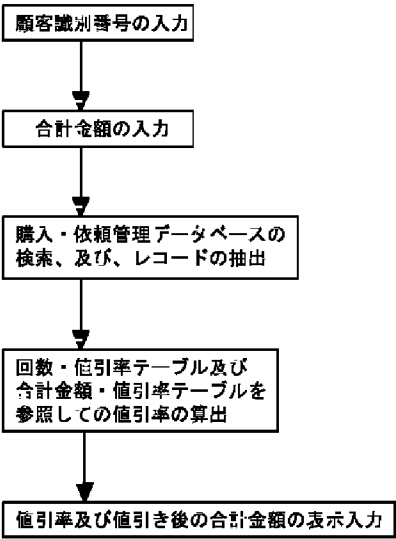 顧客識別番号の入力
合計金額の入力
購入・依頼管理データベースの
検索、及び、レコードの抽出
回数・値引率テーブル及び
合計金額・値引率テーブルを
参照しての値引率の算出
値引率及び値引き後の合計金額の表示入力